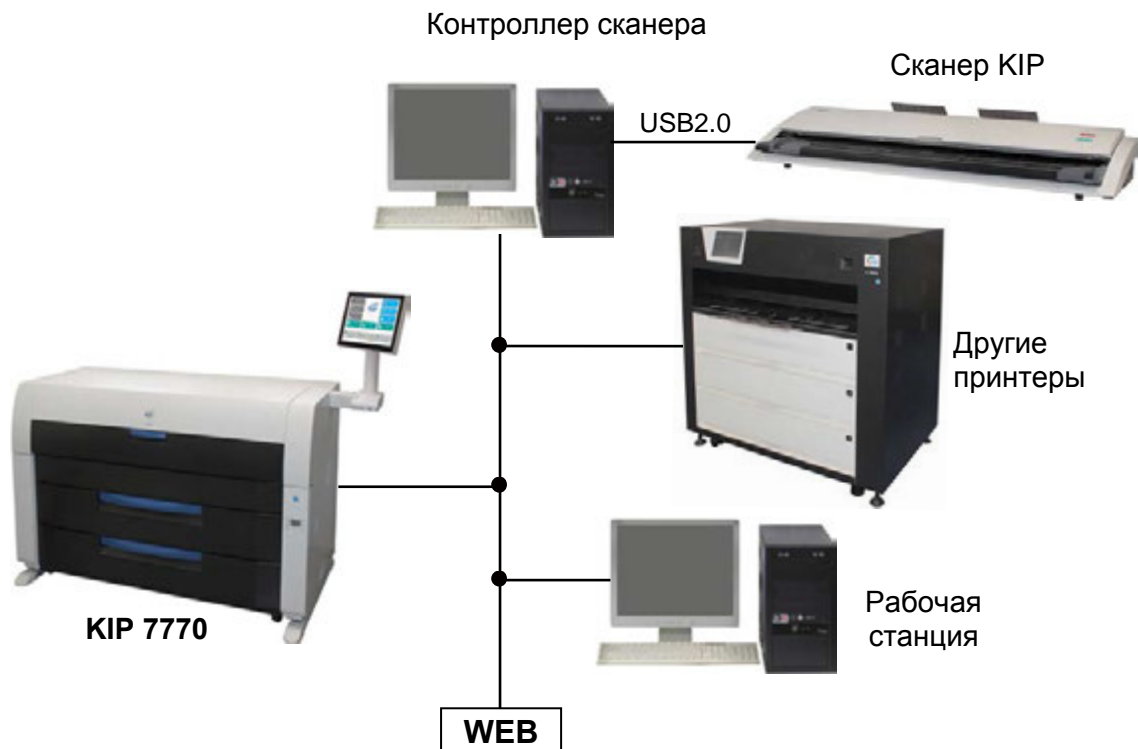 Контроллер сканера
Сканер KIP
USB2.0
Другие
принтеры
KIP 7770
Рабочая
станция
WEB